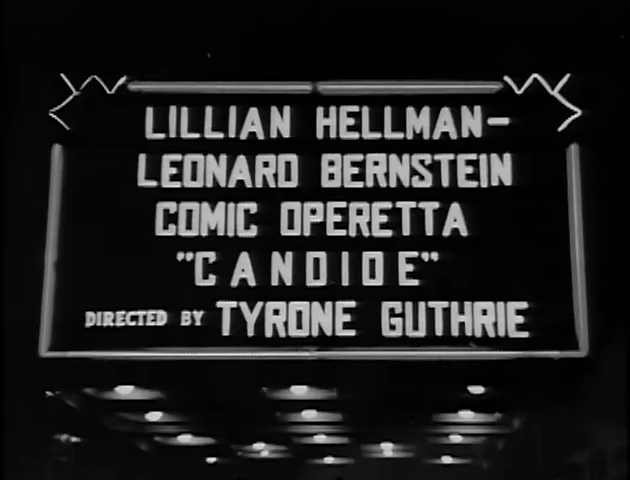 LILLIAN HELLMAN-
LEONARD BERNSTEIN
COMIC OPERETTA
"CANDIDE"
DIRECTED BY TYRONE GUTHRIE